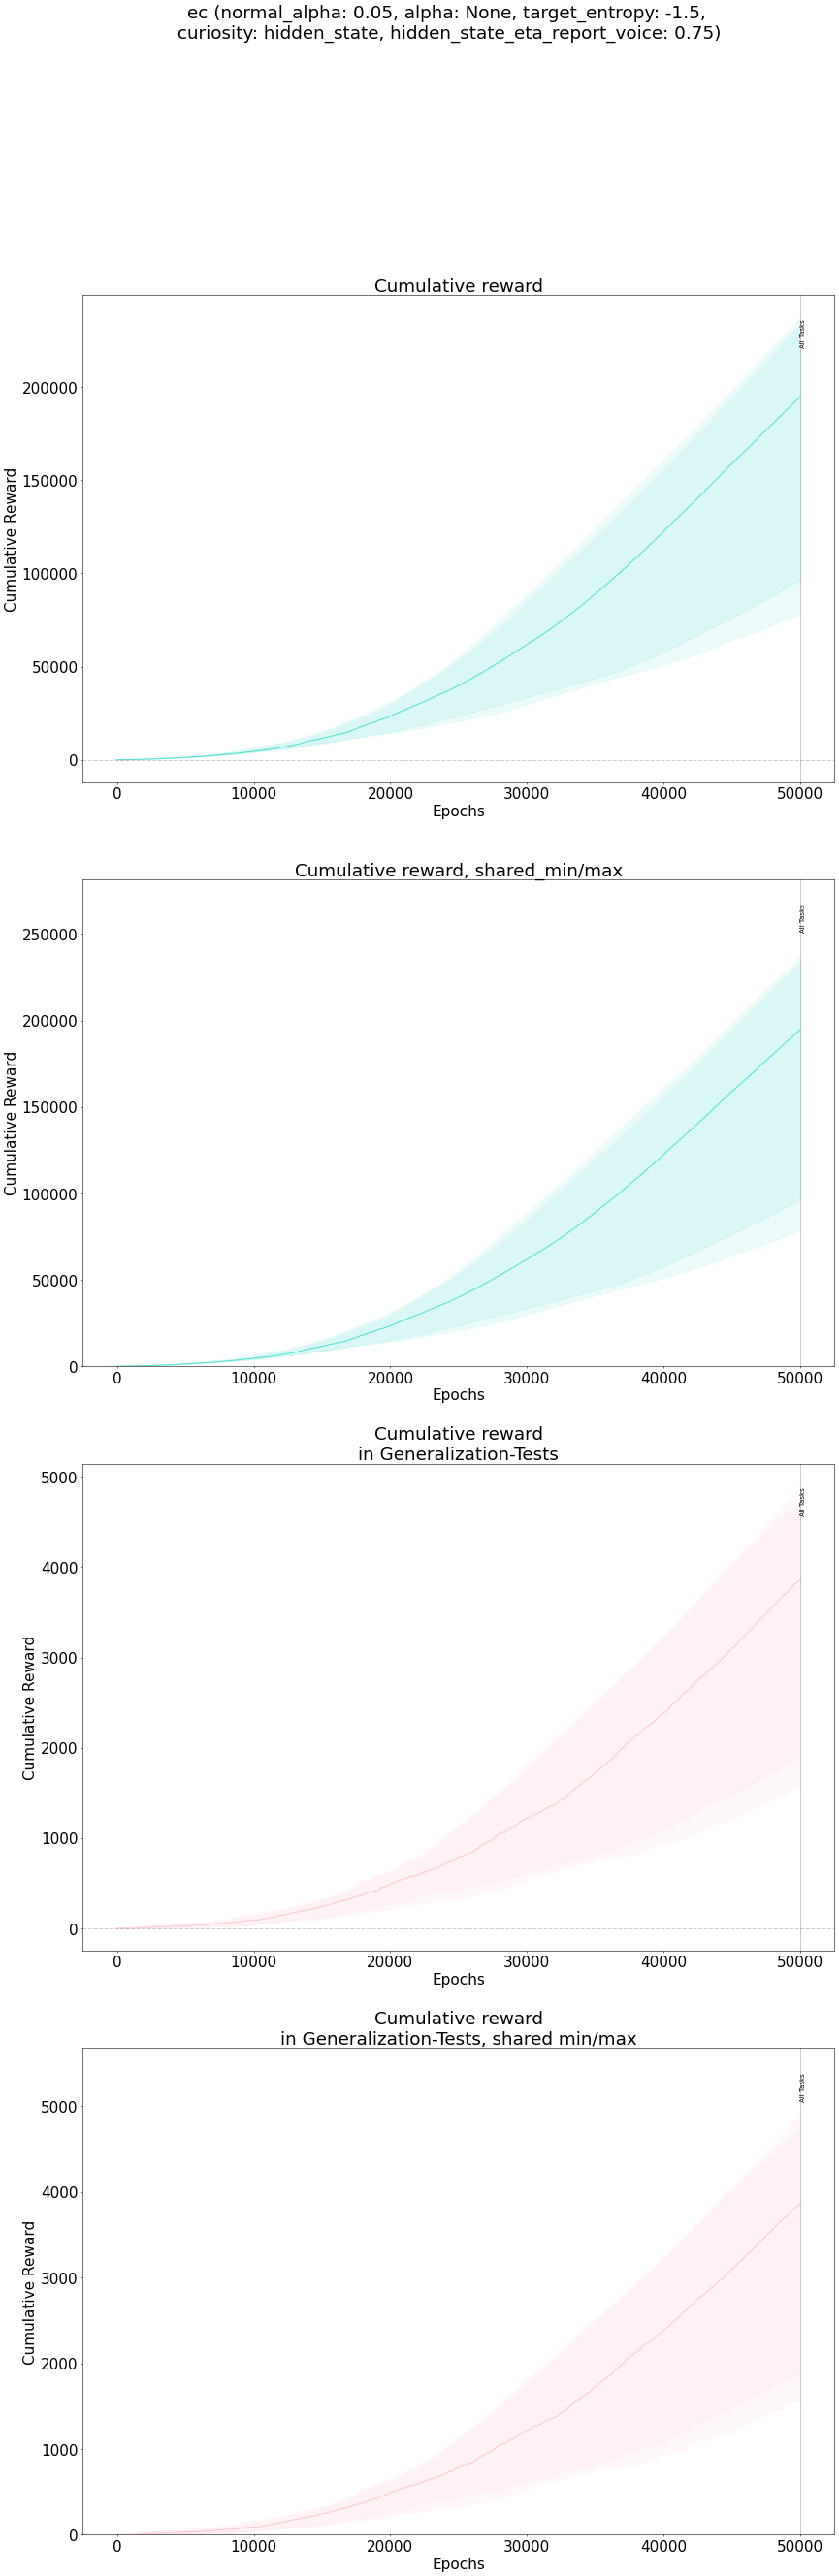 ec (normal_alpha: 0.05, alpha: None, target_entropy: -1.5,
curiosity: hidden_state, hidden_state_eta_report_voice: 0.75)
Cumulative reward
All Tasks
200000
150000
100000
50000
0
Cumulative Reward
0 10000 20000 30000 40000 50000
Epochs
Cumulative reward, shared_min/max
All Tasks
250000
200000
150000
100000
50000
0
Cumulative Reward
0 10000 20000 30000 40000 50000
Epochs
Cumulative reward
in Generalization-Tests
All Tasks
5000
4000
3000
2000
1000
0
Cumulative Reward
0 10000 20000 30000 40000 50000
Epochs
Cumulative reward
in Generalization-Tests, shared min/max
All Tasks
5000
4000
3000
2000
1000
0
Cumulative Reward
0 10000 20000 30000 40000 50000
Epochs